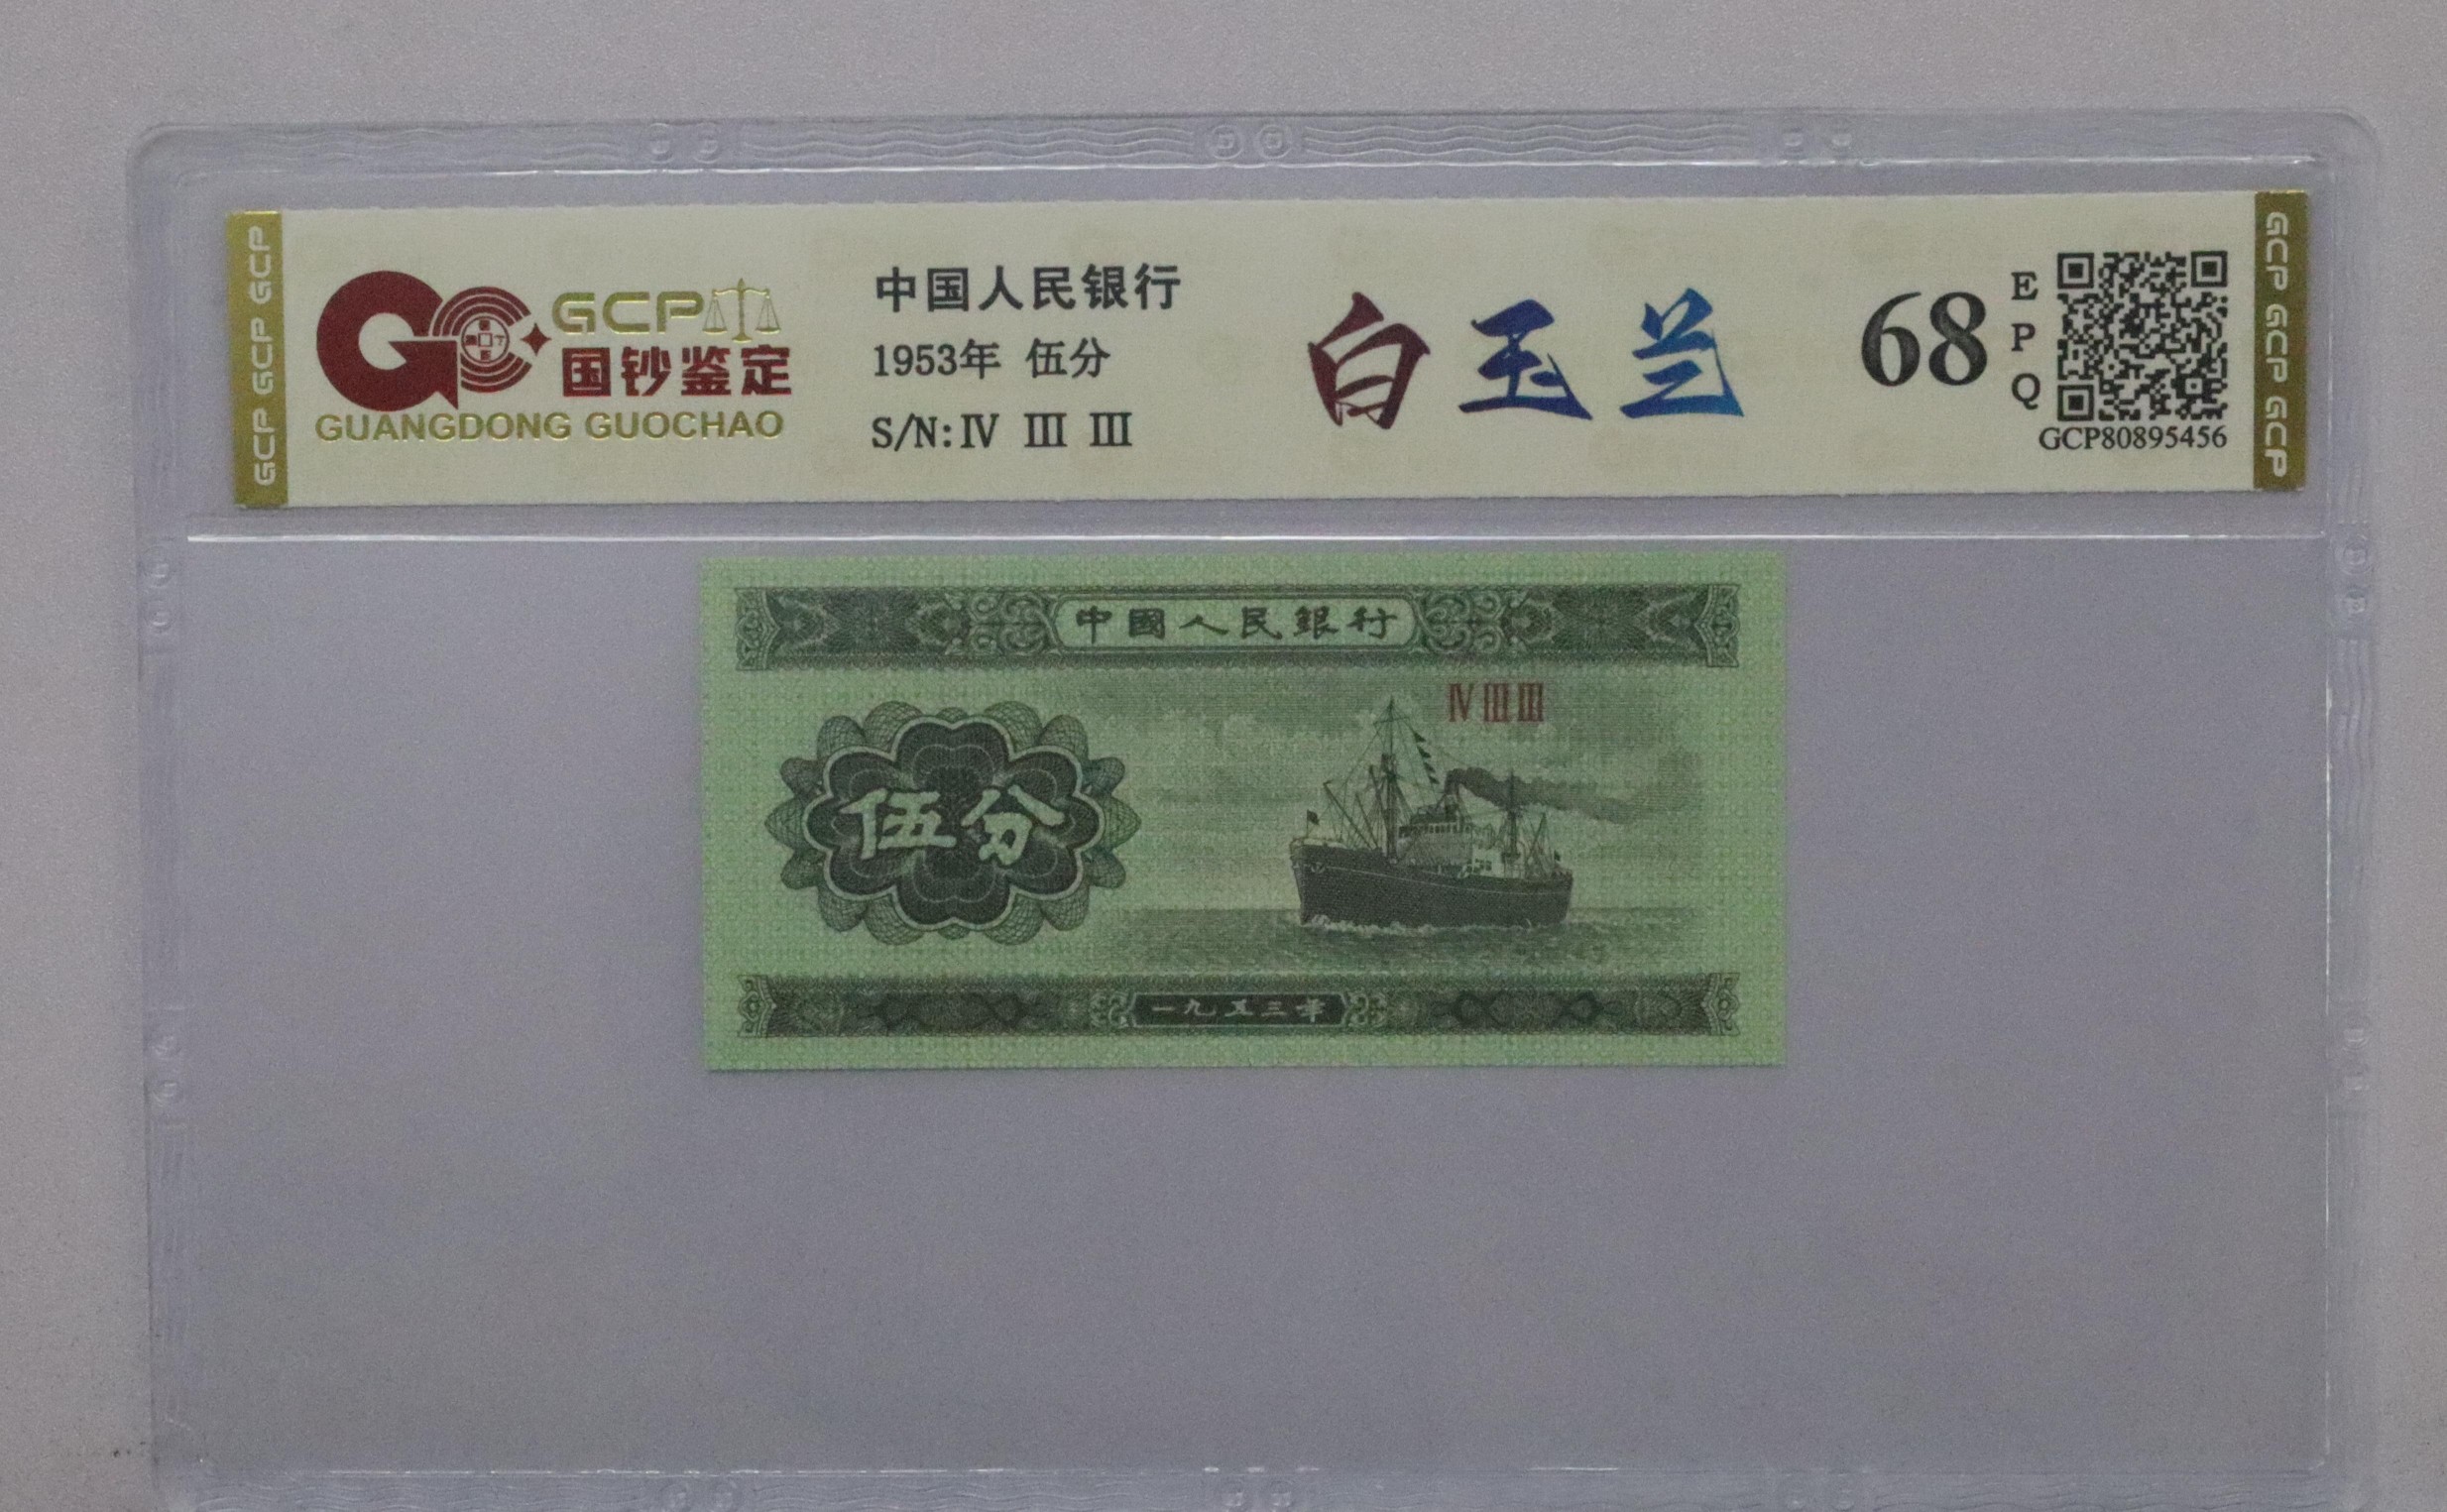 GCP GCP GCP
GCP
国钞鉴定
GUANGDONG GUOCHAO
中国人民银行
1953年 伍分
S/N: IV III III
白玉兰
68
E
P
Q
GCP80895456
GCP GCP GCP
中國人民銀行
IV III III
伍分
一九五三年